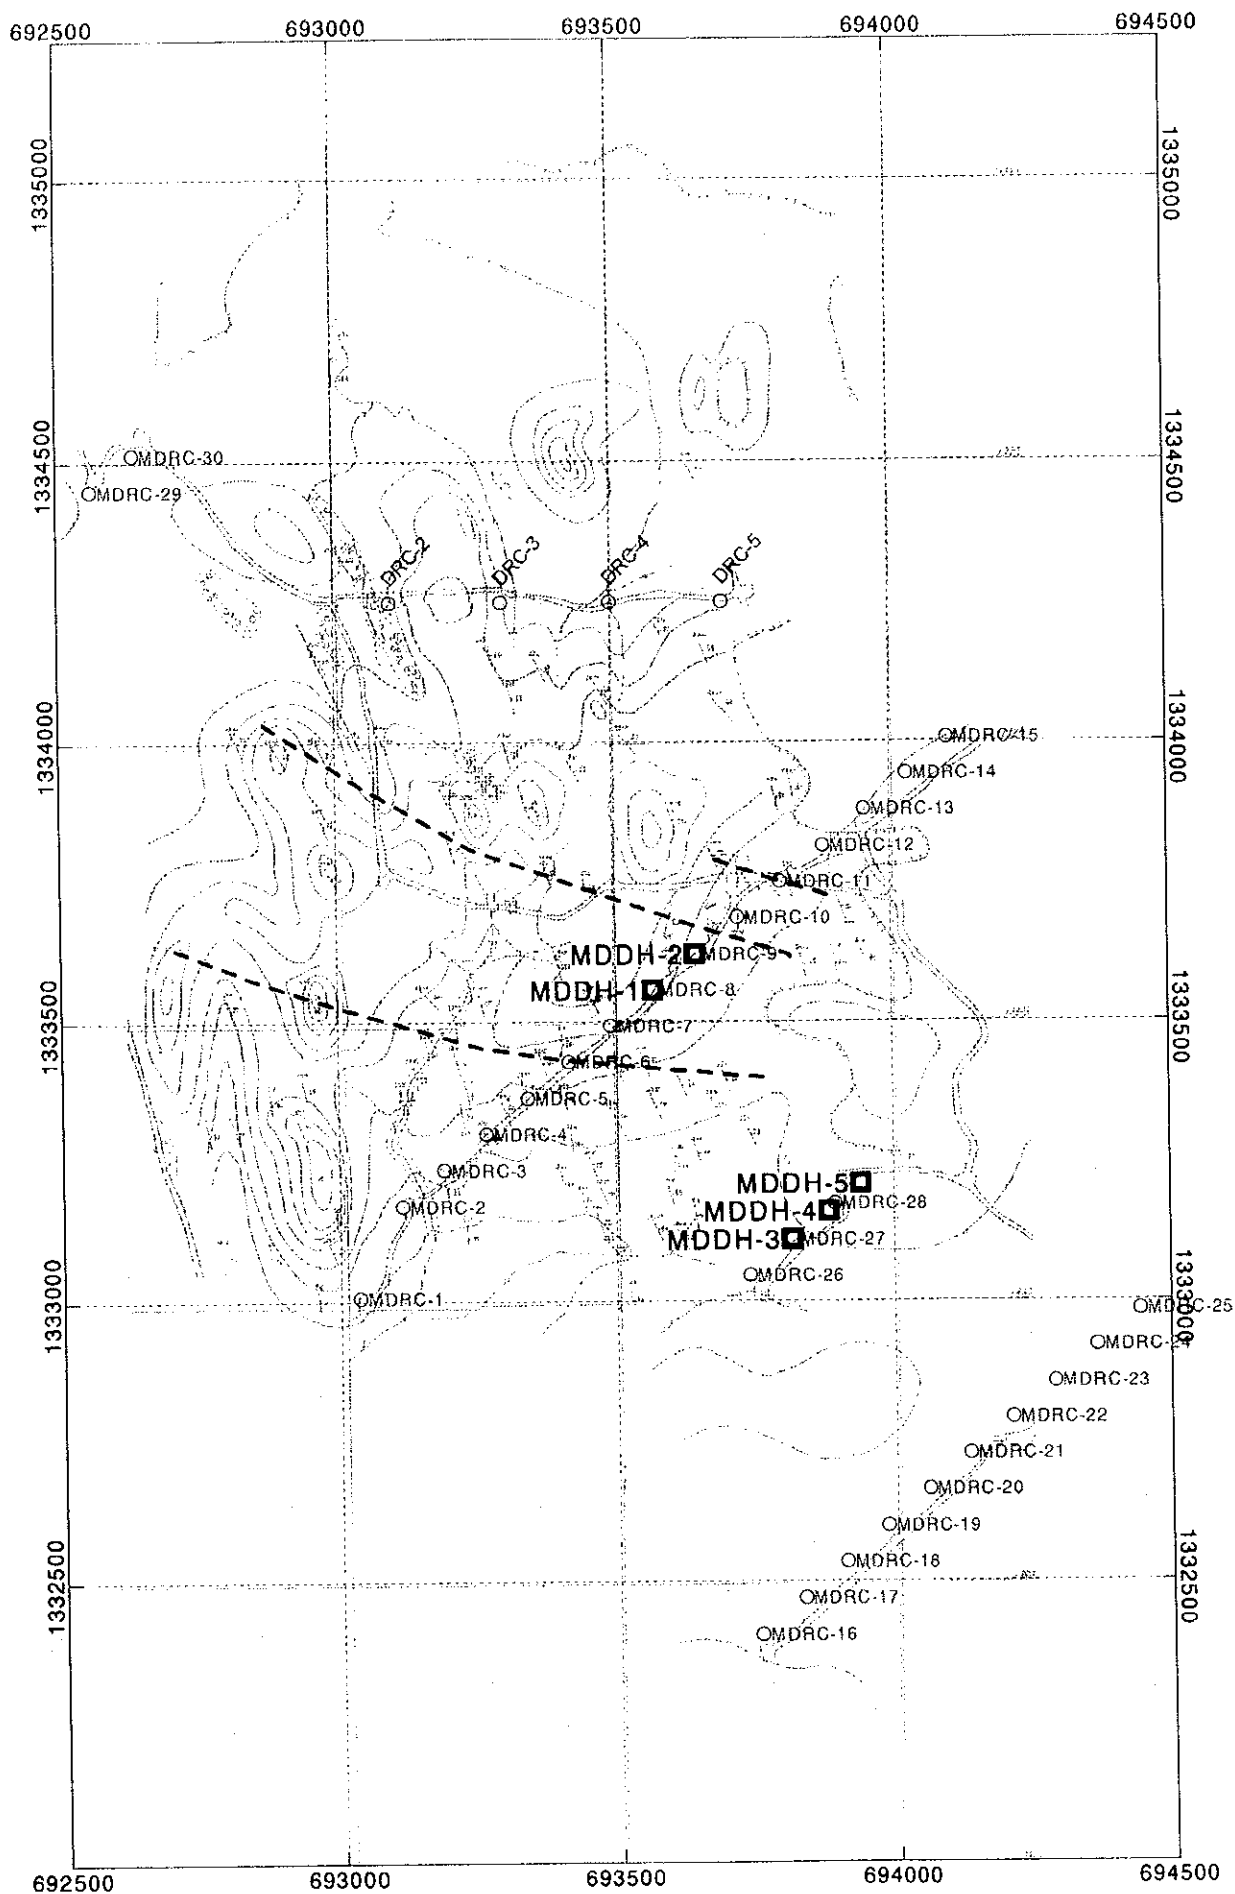 692500 693000 693500 694000 694500
1335000 1335000
1334500 1334500
MDRC-30
MDRC-29
DRC-2 DRC-3 DRC-4 DRC-5
1334000 1334000
MDRC-15
MDRC-14
MDRC-13
MDRC-12
MDRC-11
MDRC-10
MDDH-2 MDRC-9
MDDH-1 MDRC-8
1333500 1333500
MDRC-7
MDRC-6
MDRC-5
MDRC-4
MDRC-3
MDDH-5
MDRC-28
MDRC-2 MDDH-4
MDDH-3 MDRC-27
MDRC-26
1333000 1333000
MDRC-1
MDRC-25
MDRC-24
MDRC-23
MDRC-22
MDRC-21
MDRC-20
MDRC-19
MDRC-18
1332500 1332500
MDRC-17
MDRC-16
692500 693000 693500 694000 694500